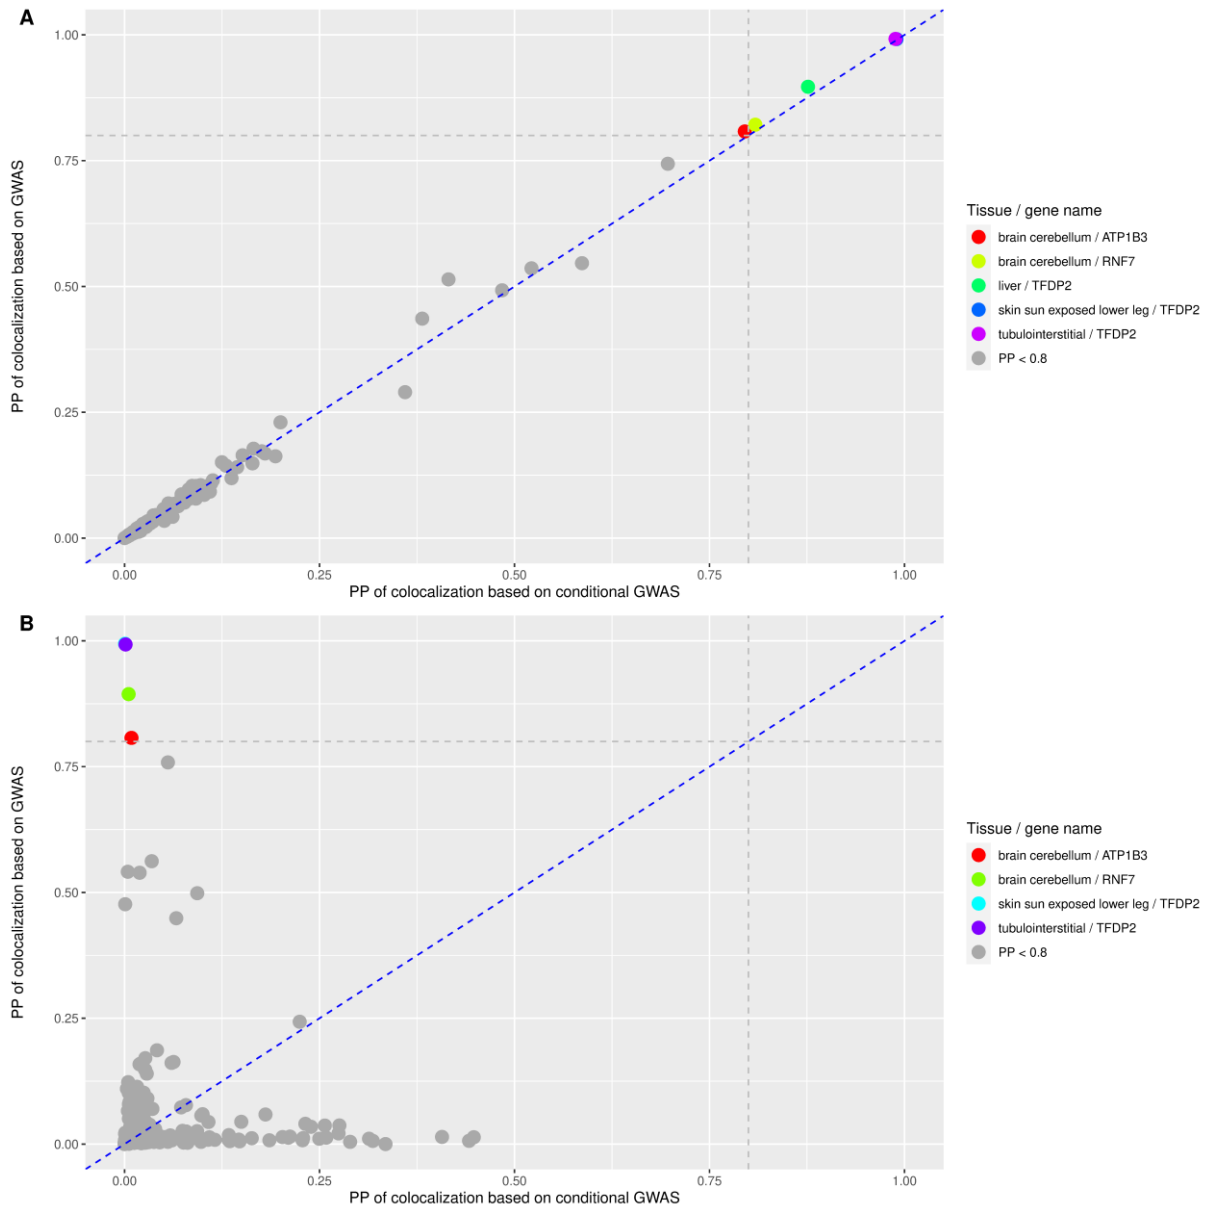 A
PP of colocalization based on GWAS
1.00
0.75
0.50
0.25
0.00
0.00 0.25 0.50 0.75 1.00
PP of colocalization based on conditional GWAS
Tissue / gene name
brain cerebellum / ATP1B3
brain cerebellum / RNF7
liver / TFDP2
skin sun exposed lower leg / TFDP2
tubulointerstitial / TFDP2
PP < 0.8
B
PP of colocalization based on GWAS
1.00
0.75
0.50
0.25
0.00
0.00 0.25 0.50 0.75 1.00
PP of colocalization based on conditional GWAS
Tissue / gene name
brain cerebellum / ATP1B3
brain cerebellum / RNF7
skin sun exposed lower leg / TFDP2
tubulointerstitial / TFDP2
PP < 0.8